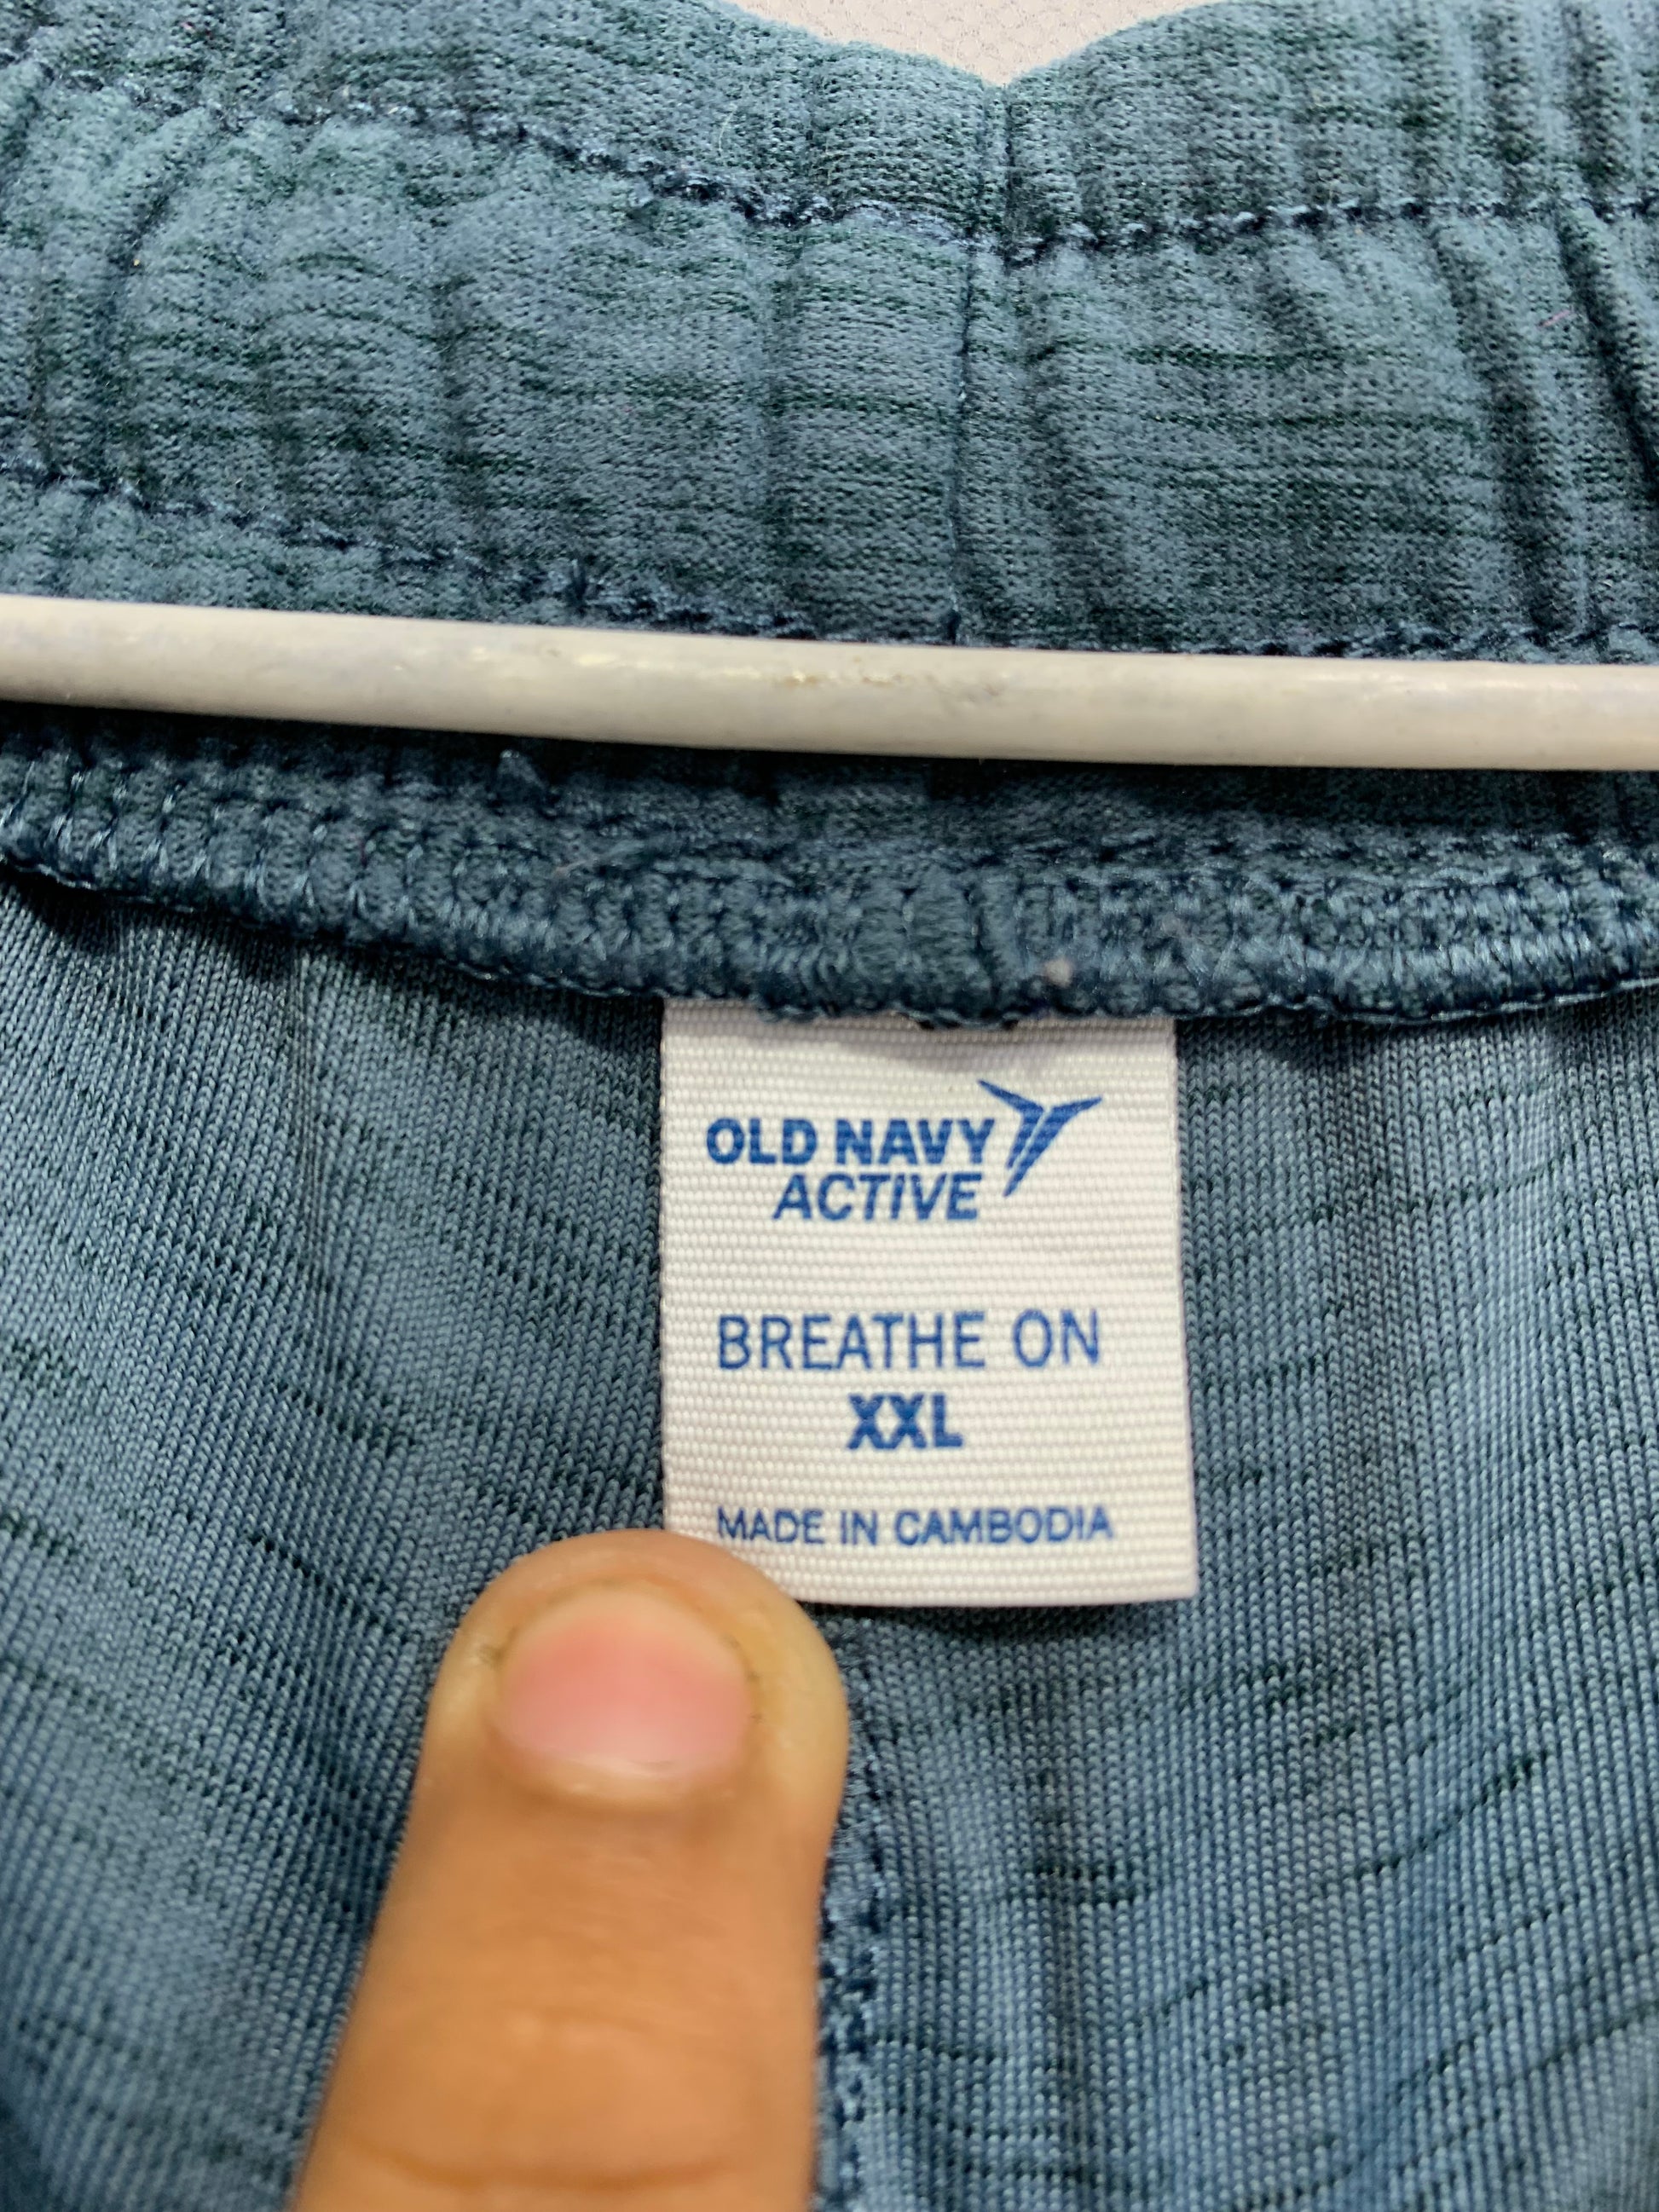 OLD NAVY
ACTIVE
BREATHE ON
XXL
MADE IN CAMBODIA